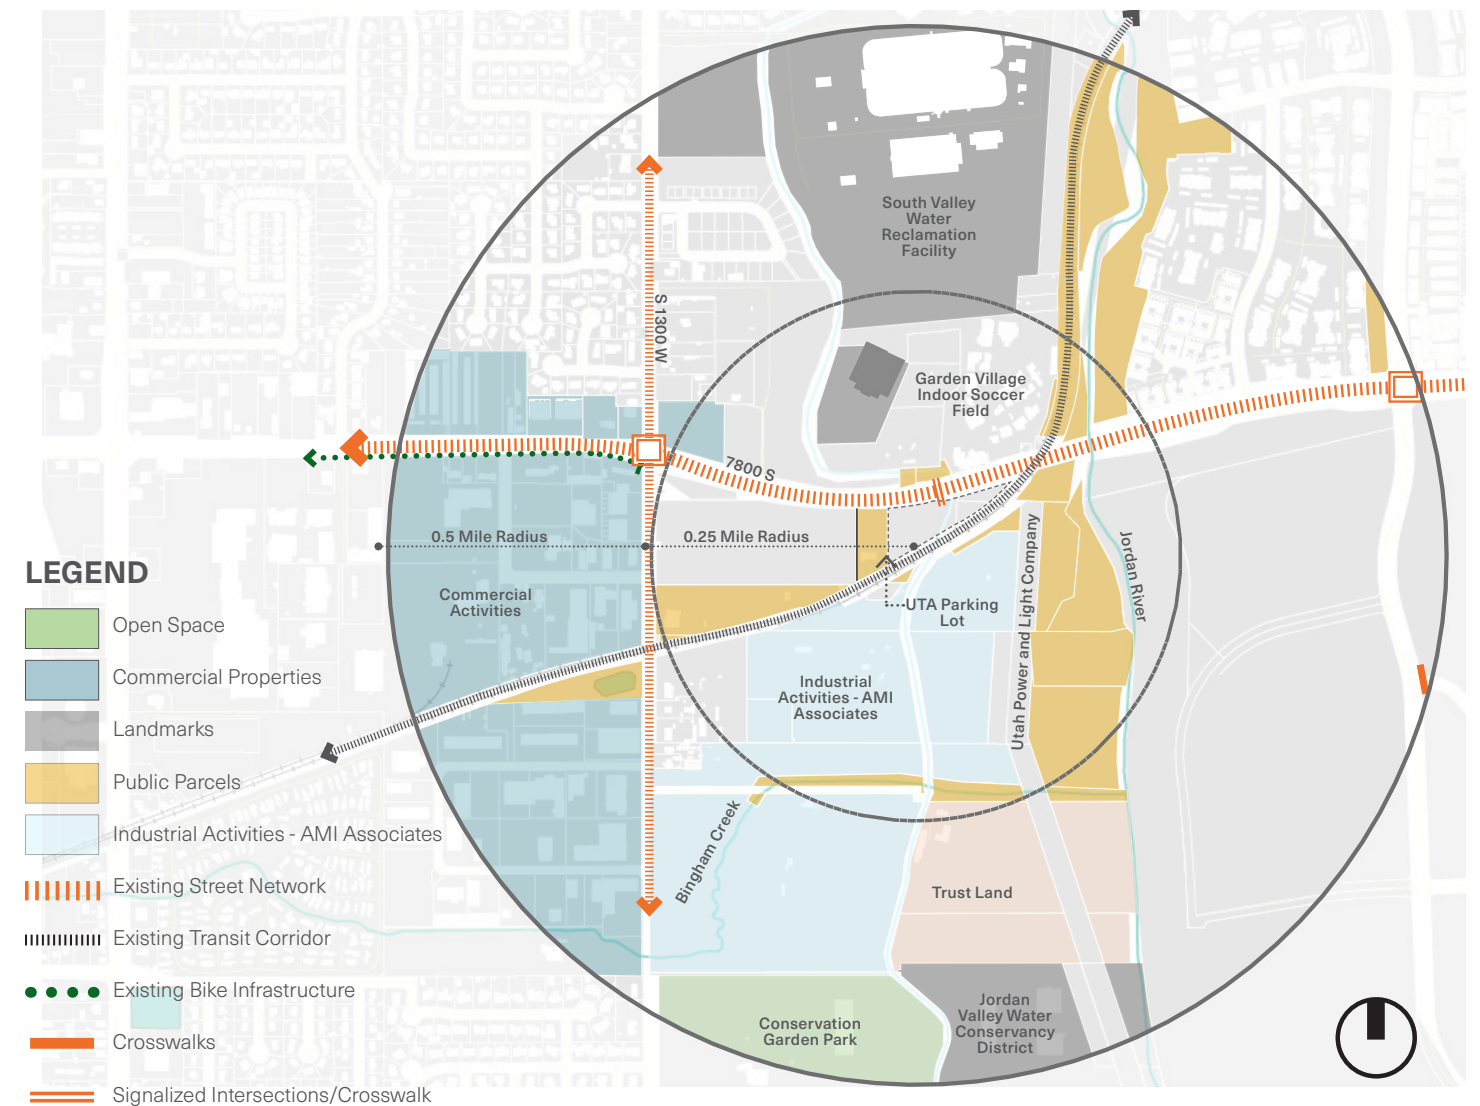 South Valley
Water
Reclamation
Facility
S 1300 W
Garden Village
Indoor Soccer
Field
7800 S
0.5 Mile Radius
0.25 Mile Radius
Commercial
Activities
UTA Parking
Lot
Utah Power and Light Company
Jordan River
Industrial
Activities - AMI
Associates
Bingham Creek
Trust Land
Conservation
Garden Park
Jordan
Valley Water
Conservancy
District
LEGEND
Open Space
Commercial Properties
Landmarks
Public Parcels
Industrial Activities - AMI Associates
Existing Street Network
Existing Transit Corridor
Existing Bike Infrastructure
Crosswalks
Signalized Intersections/Crosswalk